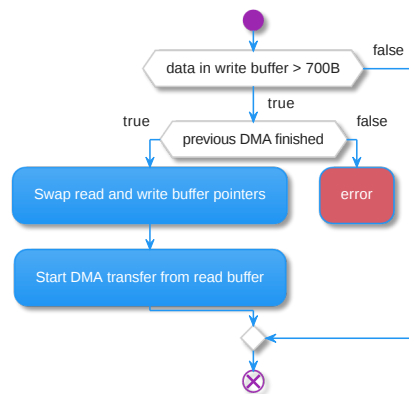 false
data in write buffer > 700B
true
true
false
previous DMA finished
Swap read and write buffer pointers
error
Start DMA transfer from read buffer